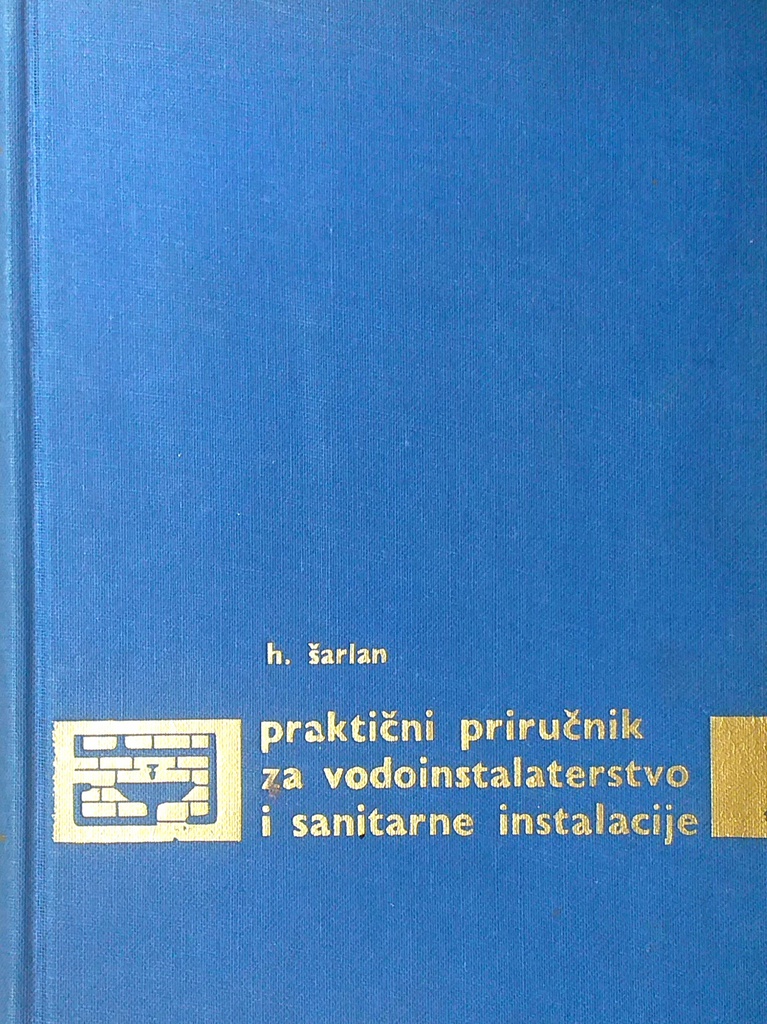 h. šarlan
praktični priručnik
za vodoinstalaterstvo
i sanitarne instalacije